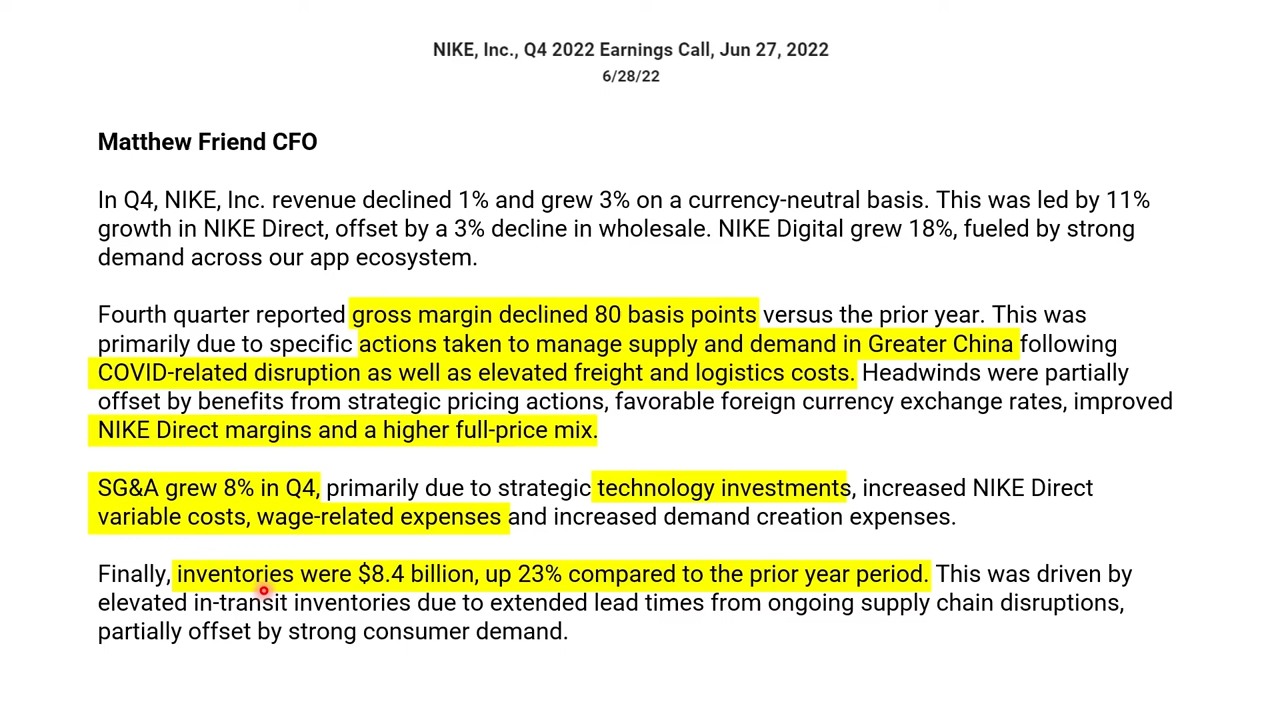 NIKE, Inc., Q4 2022 Earnings Call, Jun 27, 2022
6/28/22
Matthew Friend CFO
In Q4, NIKE, Inc. revenue declined 1% and grew 3% on a currency-neutral basis. This was led by 11%
growth in NIKE Direct, offset by a 3% decline in wholesale. NIKE Digital grew 18%, fueled by strong
demand across our app ecosystem.
Fourth quarter reported gross margin declined 80 basis points versus the prior year. This was
primarily due to specific actions taken to manage supply and demand in Greater China following
COVID-related disruption as well as elevated freight and logistics costs. Headwinds were partially
offset by benefits from strategic pricing actions, favorable foreign currency exchange rates, improved
NIKE Direct margins and a higher full-price mix.
SG&A grew 8% in Q4, primarily due to strategic technology investments, increased NIKE Direct
variable costs, wage-related expenses and increased demand creation expenses.
Finally, inventories were $8.4 billion, up 23% compared to the prior year period. This was driven by
elevated in-transit inventories due to extended lead times from ongoing supply chain disruptions,
partially offset by strong consumer demand.